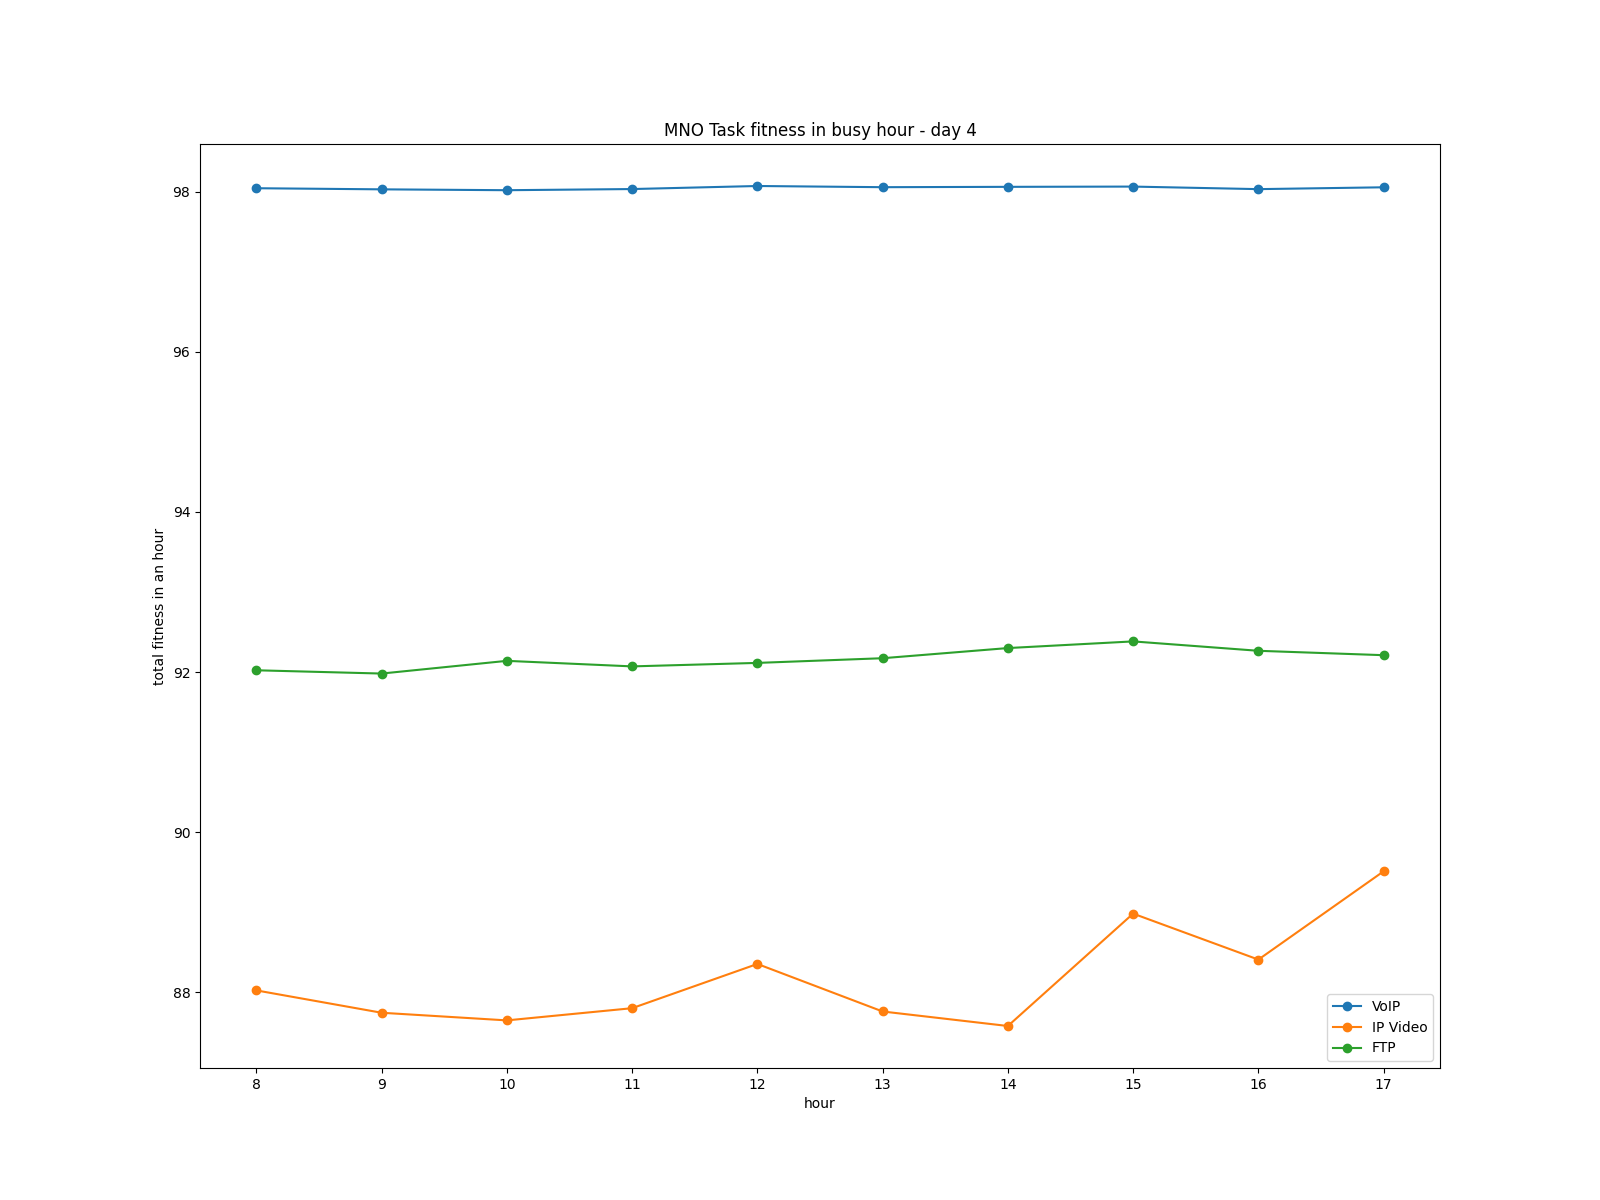 MNO Task fitness in busy hour - day 4
total fitness in an hour
98
96
94
92
90
88
8 9 10 11 12 13 14 15 16 17
hour
VoIP
IP Video
FTP